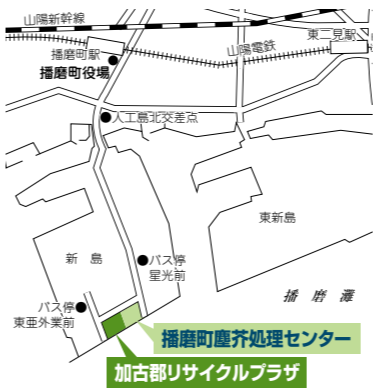 山陽新幹線
東二見駅
播磨町駅
山陽電鉄
播磨町役場
人工島北交差点
東新島
新島
バス停
星光前
播磨灘
バス停
東亜外業前
播磨町塵芥処理センター
加古郡リサイクルプラザ